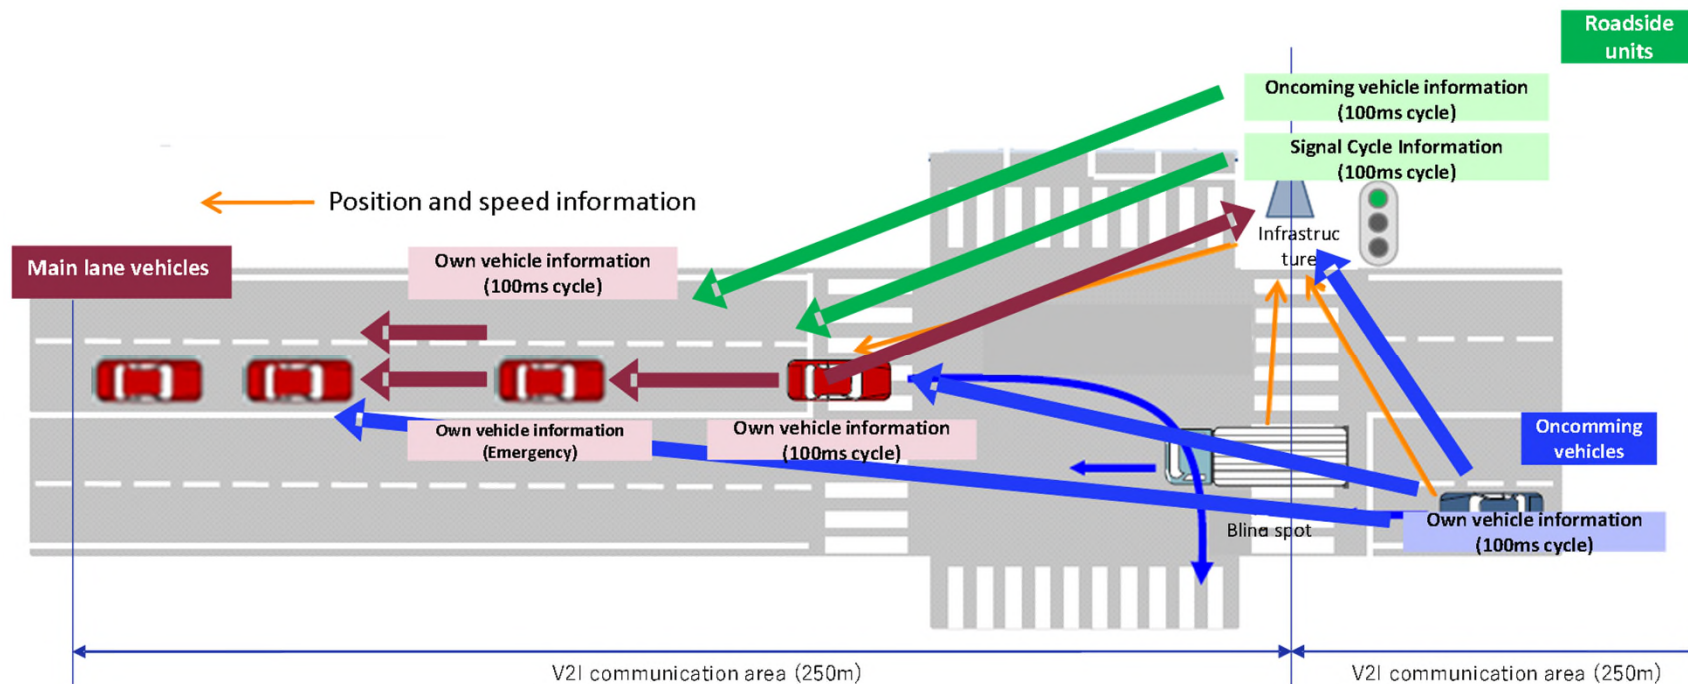 Roadside
units
Oncoming vehicle information
(100ms cycle)
Signal Cycle Information
(100ms cycle)
Position and speed information
Infrastruc
ture
Main lane vehicles
Own vehicle information
(100ms cycle)
Own vehicle information
(Emergency)
Own vehicle information
(100ms cycle)
Oncomming
vehicles
Own vehicle information
(100ms cycle)
Blind spot
V2I communication area (250m)
V2I communication area (250m)